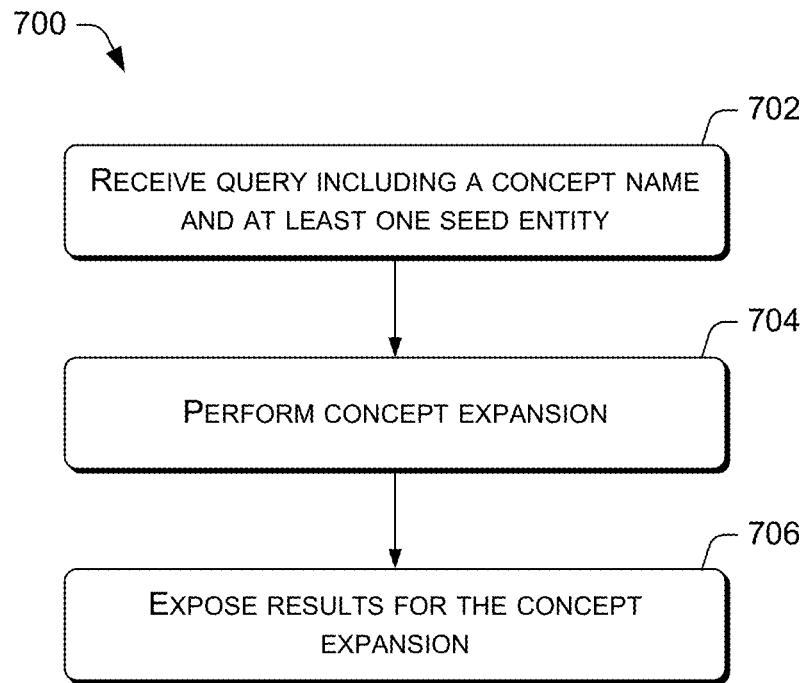 700
702
RECEIVE QUERY INCLUDING A CONCEPT NAME
AND AT LEAST ONE SEED ENTITY
704
PERFORM CONCEPT EXPANSION
706
EXPOSE RESULTS FOR THE CONCEPT
EXPANSION